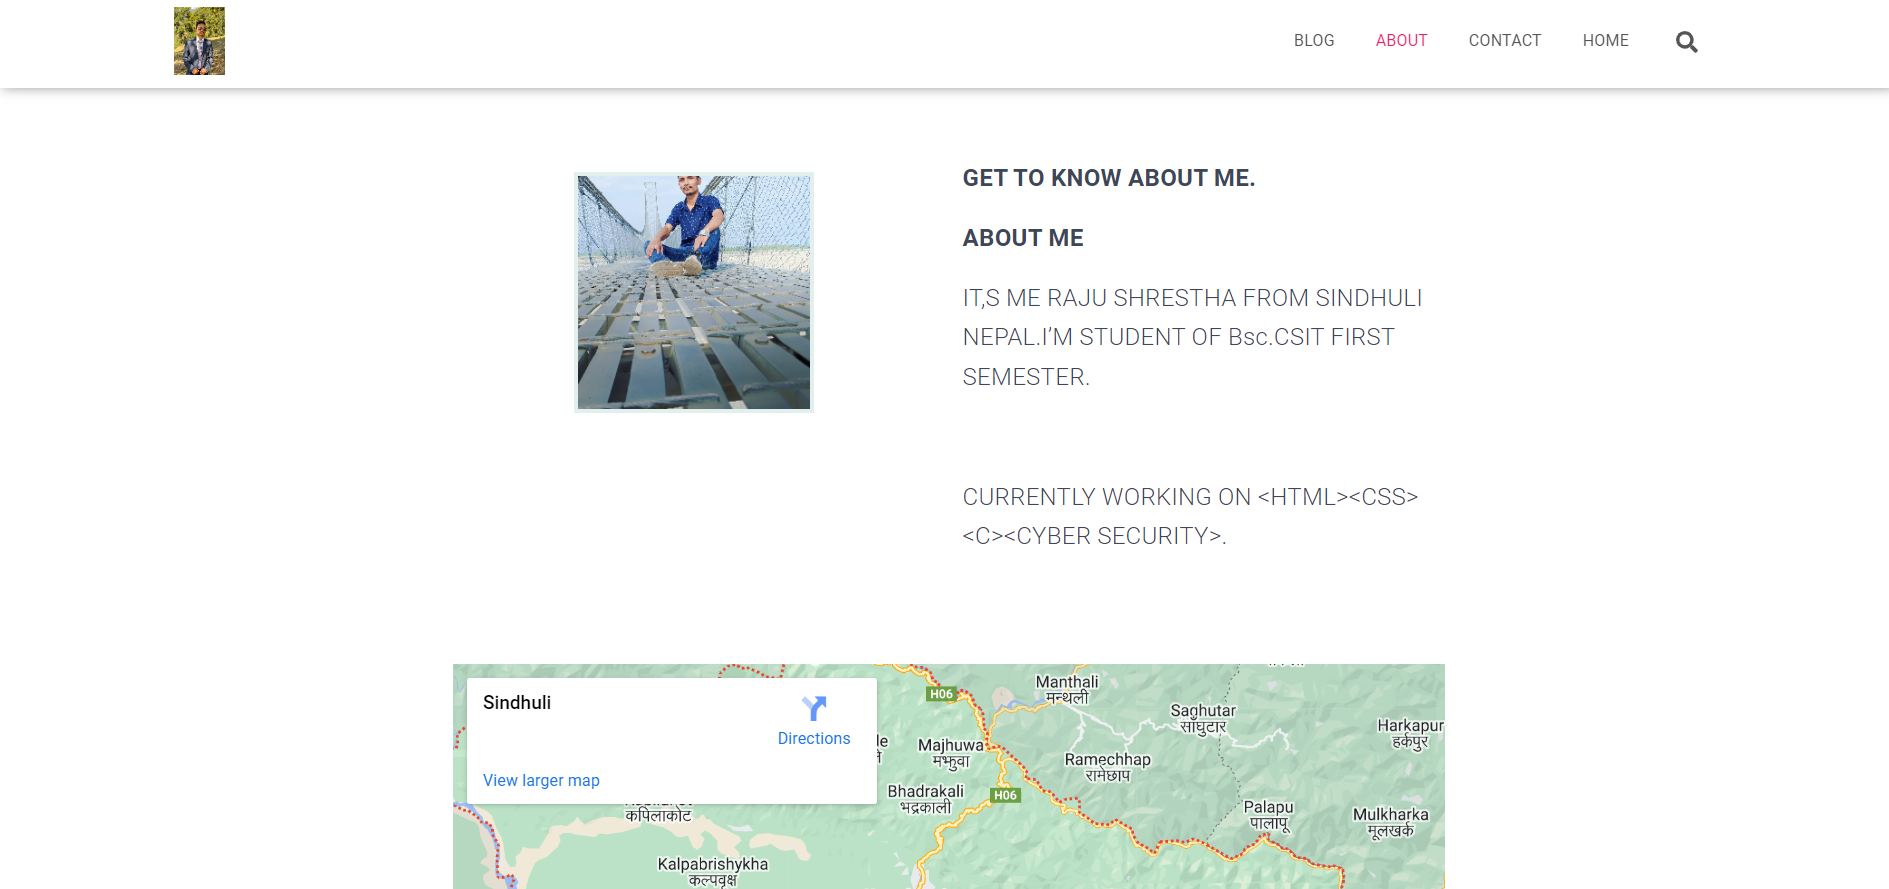 BLOG ABOUT CONTACT HOME
GET TO KNOW ABOUT ME.
ABOUT ME
IT,S ME RAJU SHRESTHA FROM SINDHULI
NEPAL.I’M STUDENT OF Bsc.CSIT FIRST
SEMESTER.
CURRENTLY WORKING ON <HTML><CSS>
<C><CYBER SECURITY>.
Sindhuli
Directions
View larger map
H06
Manthali
मन्थली
Saghutar
साँघुटार
Harkapur
हर्कपुर
Majhuwa
मझुवा
Ramechhap
रामेछाप
Bhadrakali
भद्रकाली
H06
Palapu
पालापू
Mulkharka
मूलखर्क
कपिलाकोट
Kalpabrishykha
कल्पवृक्ष